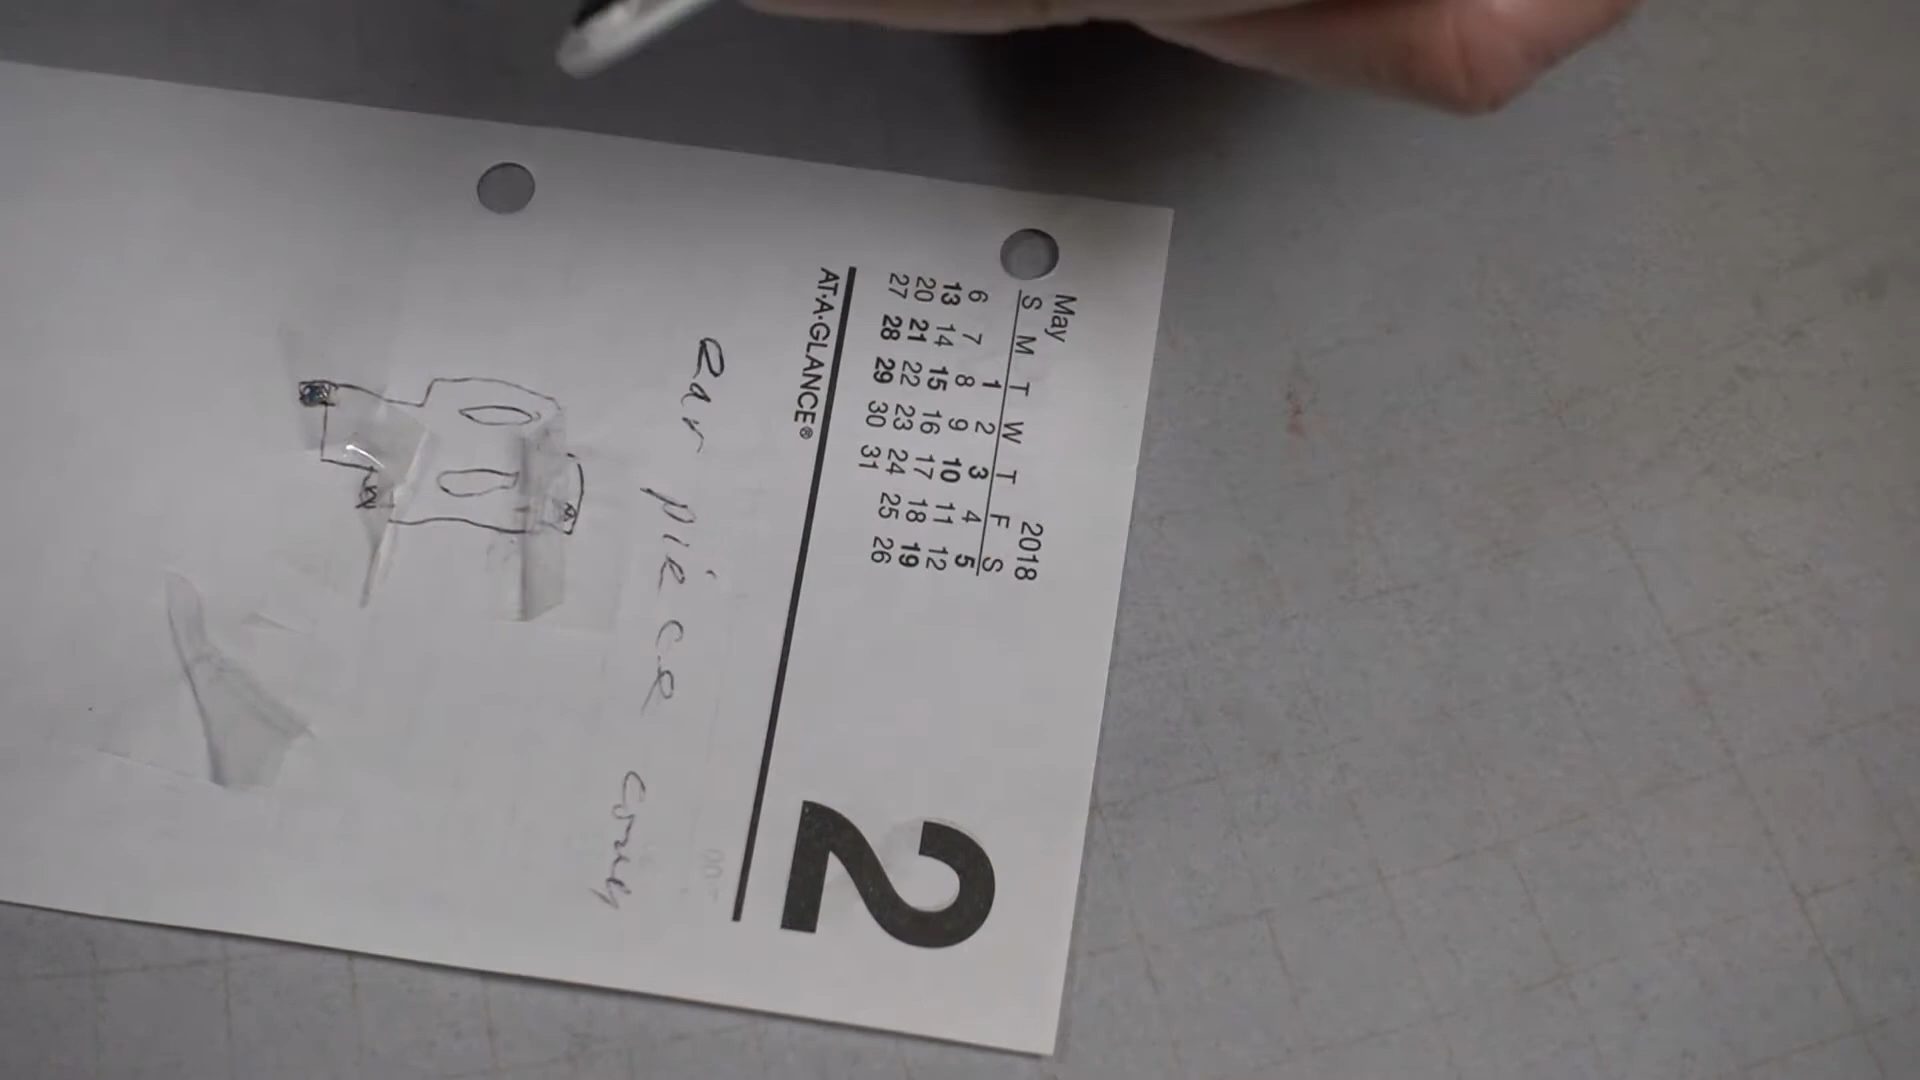 May 2018
S M T W T F S
1 2 3 4 5
6 7 8 9 10 11 12
13 14 15 16 17 18 19
20 21 22 23 24 25 26
27 28 29 30 31
2
AT-A-GLANCE®
ear piece comes